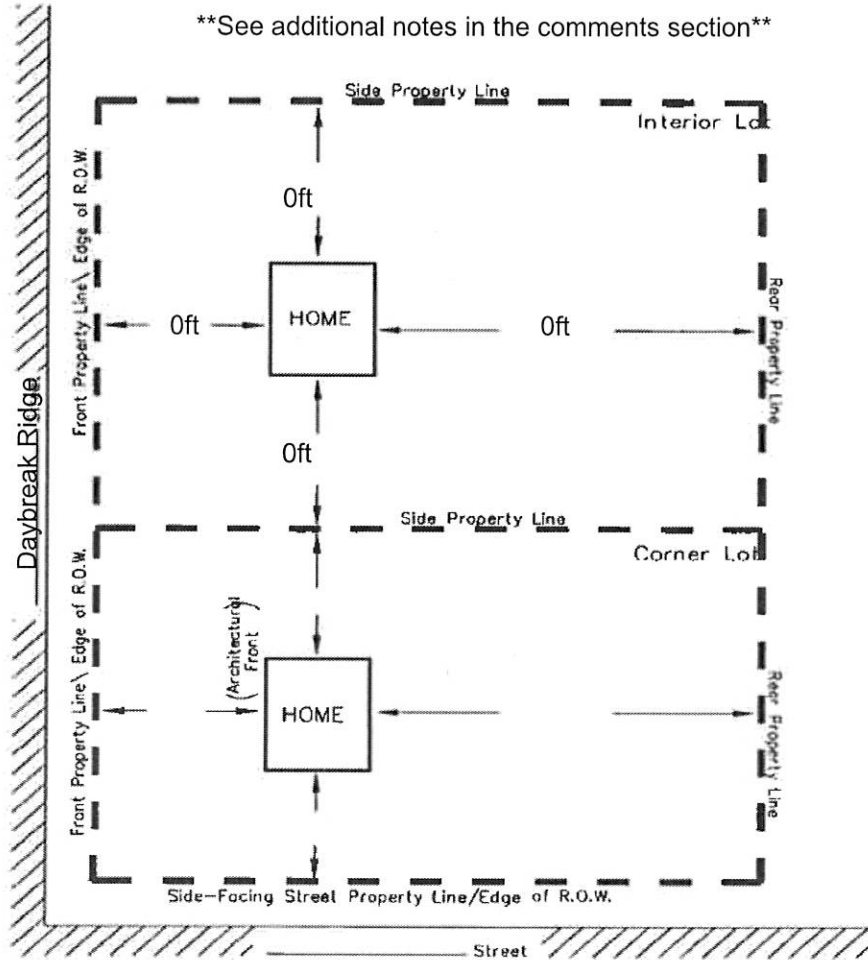 **See additional notes in the comments section**
Side Property Line
Interior Lot
Front Property Line\ Edge of R.O.W.
0ft
0ft
HOME
0ft
Rear Property Line
0ft
Daybreak Ridge
Side Property Line
Corner Lot
Front Property Line\ Edge of R.O.W.
(Architectural
Front)
HOME
Rear Property Line
Side-Facing Street Property Line/Edge of R.O.W.
Street